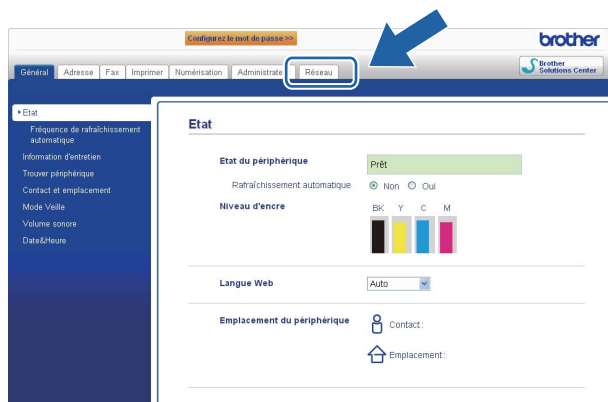 Configurez le mot de passe >>
brother
Général Adresse Fax Imprimer Numérisation Administrate Réseau
Brother Solutions Center
Etat
Fréquence de rafraîchissement automatique
Information d'entretien
Trouver périphérique
Contact et emplacement
Mode Veille
Volume sonore
Date&Heure
Etat
Etat du périphérique Prêt
Rafraîchissement automatique Non Oui
Niveau d'encre BK Y C M
Langue Web Auto
Emplacement du périphérique Contact :
Emplacement :